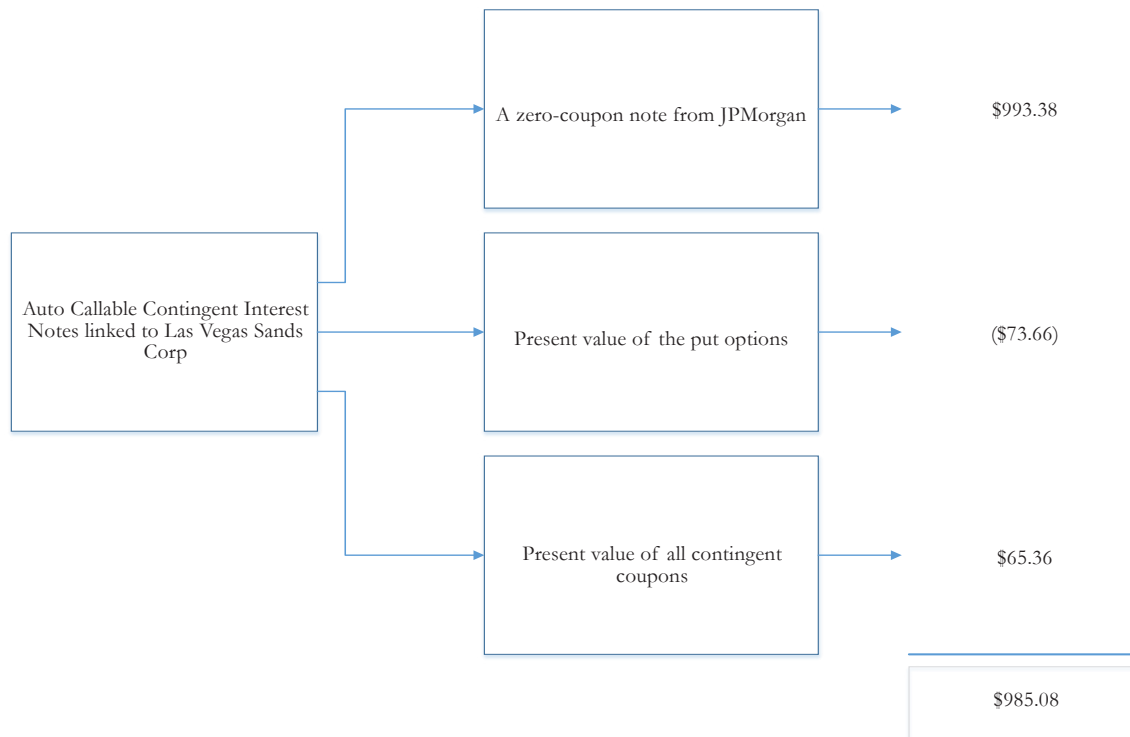 A zero-coupon note from JPMorgan
$993.38
Auto Callable Contingent Interest
Notes linked to Las Vegas Sands
Corp
Present value of the put options
($73.66)
Present value of all contingent
coupons
$65.36
$985.08